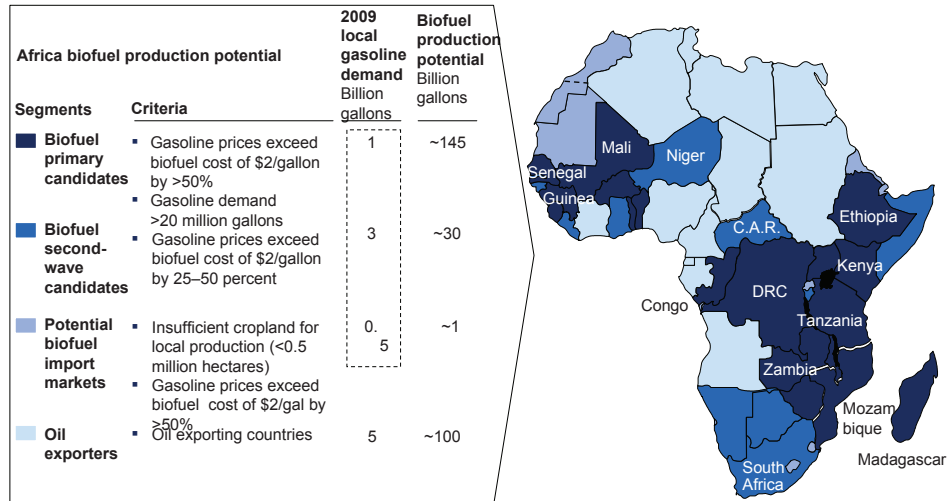 Africa biofuel production potential
2009
local
gasoline
demand
Billion
gallons
Biofuel
production
potential
Billion
gallons
Segments
Criteria
Biofuel
primary
candidates
▪ Gasoline prices exceed
biofuel cost of $2/gallon
by >50%
▪ Gasoline demand
>20 million gallons
1
~145
Biofuel
second-
wave
candidates
▪ Gasoline prices exceed
biofuel cost of $2/gallon
by 25–50 percent
3
~30
Potential
biofuel
import
markets
▪ Insufficient cropland for
local production (<0.5
million hectares)
▪ Gasoline prices exceed
biofuel cost of $2/gal by
>50%
0.
5
~1
Oil
exporters
▪ Oil exporting countries
5
~100
Mali
Niger
Senegal
Guinea
Ethiopia
C.A.R.
Kenya
DRC
Congo
Tanzania
Zambia
Mozam
bique
Madagascar
South
Africa